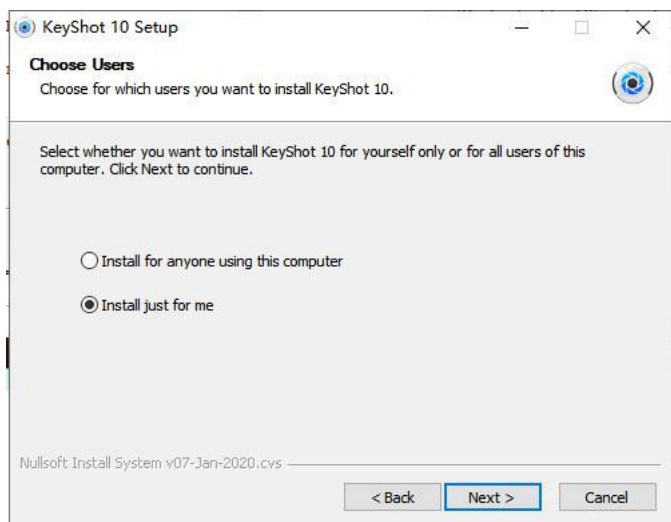 KeyShot 10 Setup
Choose Users
Choose for which users you want to install KeyShot 10.
Select whether you want to install KeyShot 10 for yourself only or for all users of this
computer. Click Next to continue.
Install for anyone using this computer
Install just for me
Nullsoft Install System v07-Jan-2020.cvs
< Back Next > Cancel